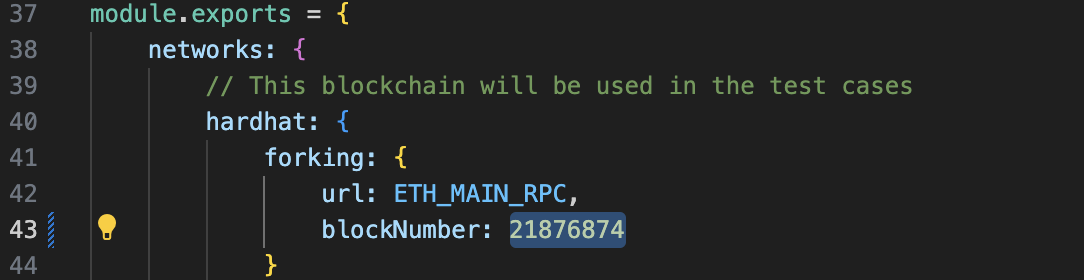 37 module.exports = {
38 networks: {
39 // This blockchain will be used in the test cases
40 hardhat: {
41 forking: {
42 url: ETH_MAIN_RPC,
43 blockNumber: 21876874
44 }